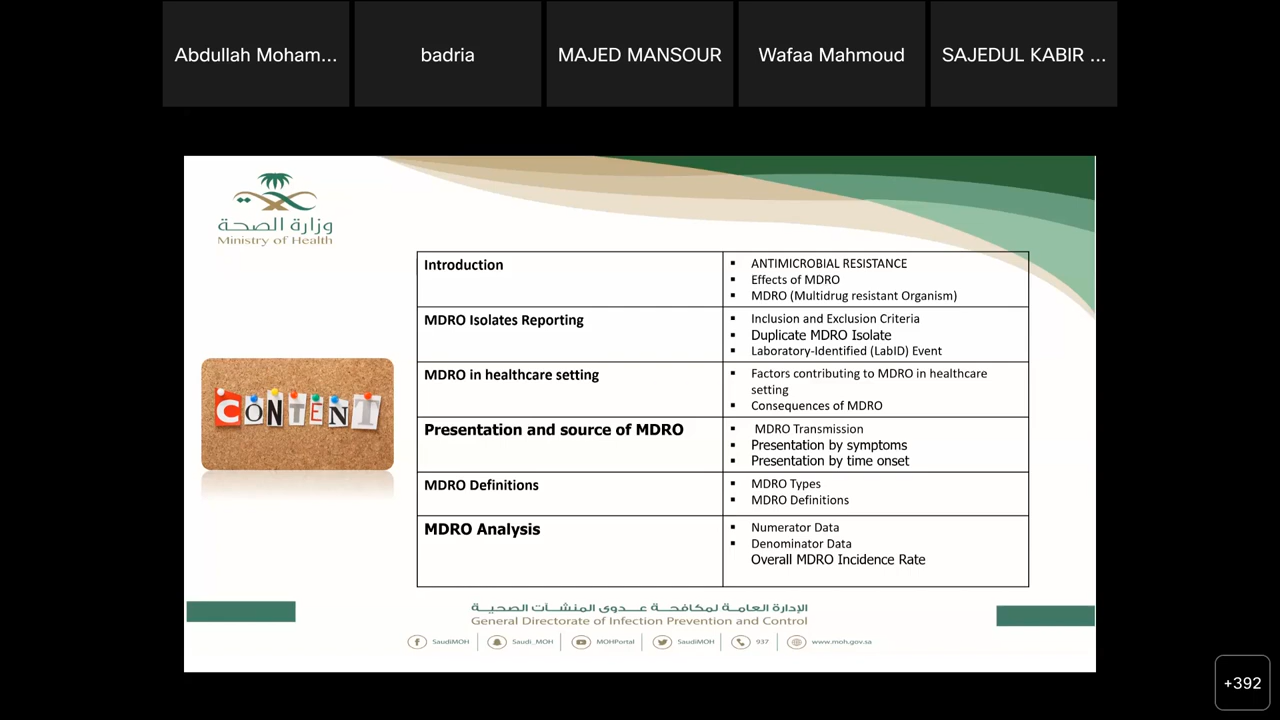 Abdullah Moham...
badria
MAJED MANSOUR
Wafaa Mahmoud
SAJEDUL KABIR ...
وزارة الصحة
Ministry of Health
CONTENT
Introduction
▪ ANTIMICROBIAL RESISTANCE
▪ Effects of MDRO
▪ MDRO (Multidrug resistant Organism)
MDRO Isolates Reporting
▪ Inclusion and Exclusion Criteria
▪ Duplicate MDRO Isolate
▪ Laboratory-Identified (LabID) Event
MDRO in healthcare setting
▪ Factors contributing to MDRO in healthcare
setting
▪ Consequences of MDRO
Presentation and source of MDRO
▪ MDRO Transmission
▪ Presentation by symptoms
▪ Presentation by time onset
MDRO Definitions
▪ MDRO Types
▪ MDRO Definitions
MDRO Analysis
▪ Numerator Data
▪ Denominator Data
Overall MDRO Incidence Rate
الإدارة العامة لمكافحة عدوى المنشآت الصحية
General Directorate of Infection Prevention and Control
SaudiMOH
Saudi_MOH
MOHPortal
SaudiMOH
937
www.moh.gov.sa
+392